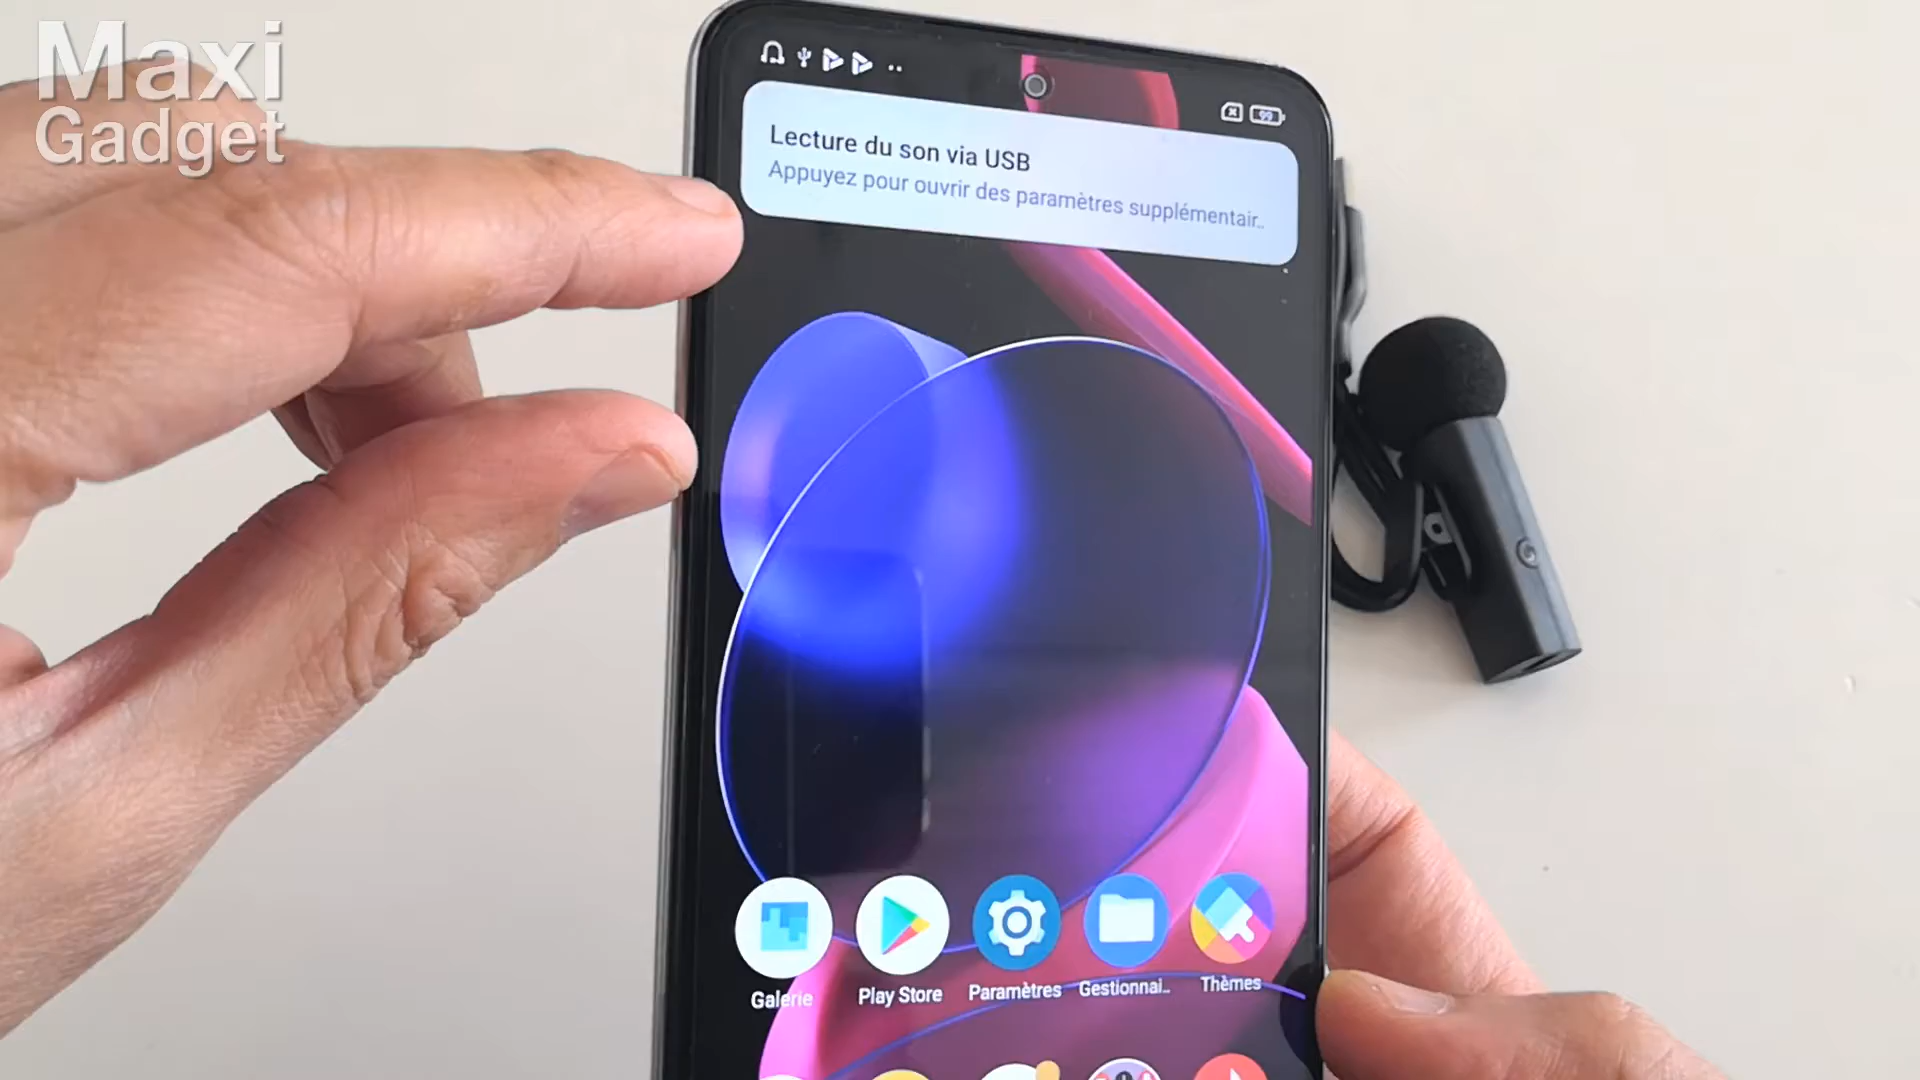 Maxi
Gadget
99
Lecture du son via USB
Appuyez pour ouvrir des paramètres supplémentair..
Galerie
Play Store
Paramètres
Gestionnai..
Thèmes